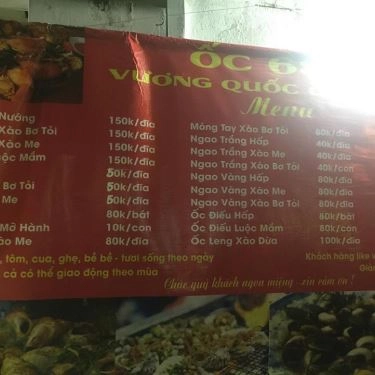 ỐC 6
VƯƠNG QUỐC
Menu
Nướng 150k/đĩa
Xào Bơ Tỏi 150k/đĩa
Xào Me 150k/đĩa
uộc Mắm 150k/đĩa
50k/đĩa
Bơ Tỏi 50k/đĩa
Me 50k/đĩa
80k/bát
Mỡ Hành 10k/con
ào Me 80k/đĩa
Móng Tay Xào Bơ Tỏi 80k/đĩa
Ngao Trắng Hấp 40k/đĩa
Ngao Trắng Xào Me 40k/đĩa
Ngao Trắng Xào Bơ Tỏi 40k/con
Ngao Vàng Hấp 80k/đĩa
Ngao Vàng Xào Me 80k/đĩa
Ngao Vàng Xào Bơ Tỏi 80k/đĩa
Ốc Điếu Hấp 80k/bát
Ốc Điếu Luộc Mắm 80k/con
Ốc Leng Xào Dừa 100k/đĩa
, tôm, cua, ghẹ, bề bề - tươi sống theo ngày
cả có thể giao động theo mùa
Khách hàng like v
Giả
Chúc quý khách ngon miệng - xin cảm ơn !